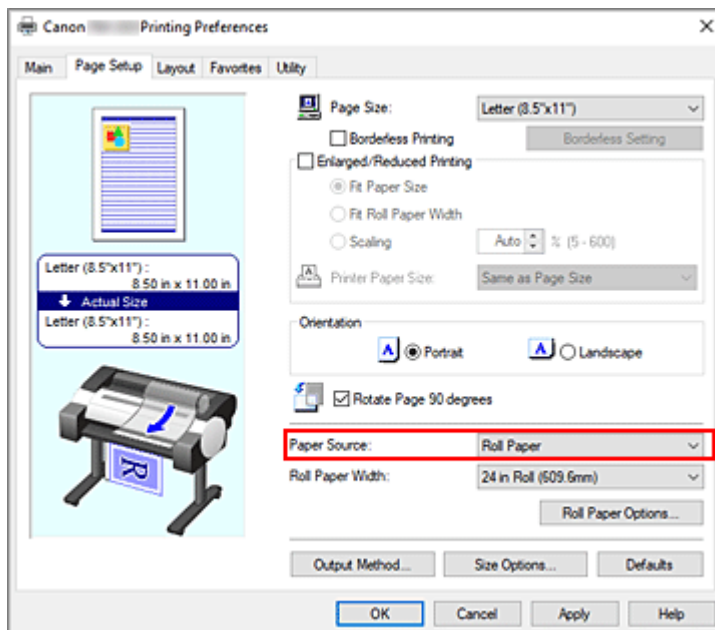 Canon Printing Preferences
Main Page Setup Layout Favorites Utility
Page Size: Letter (8.5"x11")
Borderless Printing Borderless Setting
Enlarged/Reduced Printing
Fit Paper Size
Fit Roll Paper Width
Scaling Auto % (5 - 600)
Printer Paper Size: Same as Page Size
Letter (8.5"x11") :
8.50 in x 11.00 in
Actual Size
Letter (8.5"x11") :
8.50 in x 11.00 in
Orientation
A Portrait A Landscape
Rotate Page 90 degrees
Paper Source: Roll Paper
Roll Paper Width: 24 in Roll (609.6mm)
Roll Paper Options...
R
Output Method... Size Options... Defaults
OK Cancel Apply Help